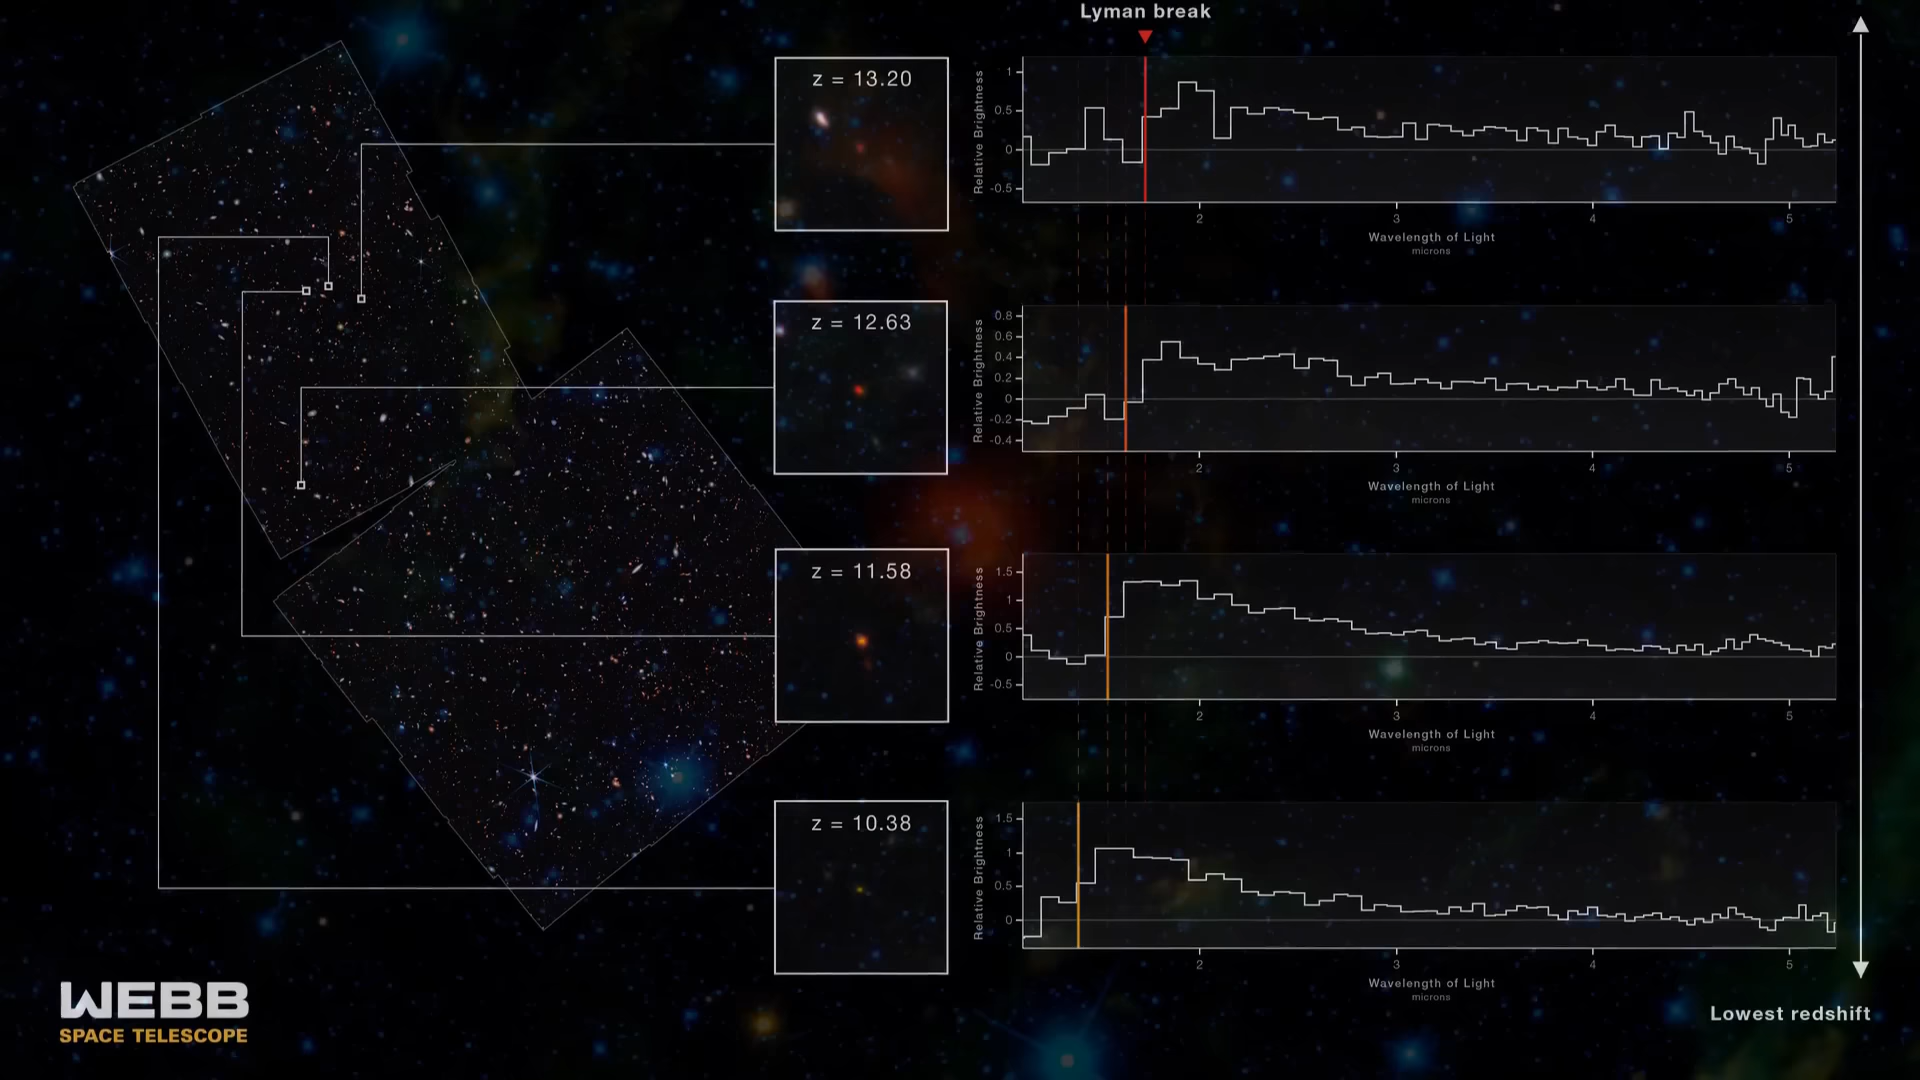 Lyman break
z = 13.20
Relative Brightness
1
0.5
0
-0.5
2 3 4 5
Wavelength of Light
microns
z = 12.63
Relative Brightness
0.8
0.6
0.4
0.2
0
-0.2
-0.4
2 3 4 5
Wavelength of Light
microns
z = 11.58
Relative Brightness
1.5
1
0.5
0
-0.5
2 3 4 5
Wavelength of Light
microns
z = 10.38
Relative Brightness
1.5
1
0.5
0
2 3 4 5
Wavelength of Light
microns
WEBB
SPACE TELESCOPE
Lowest redshift